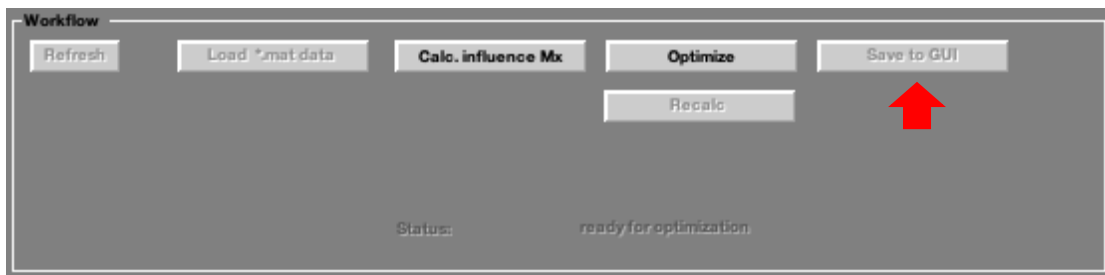 Workflow
Refresh Load *.mat data Calc. influence Mx Optimize Save to GUI
Recalc
Status: ready for optimization